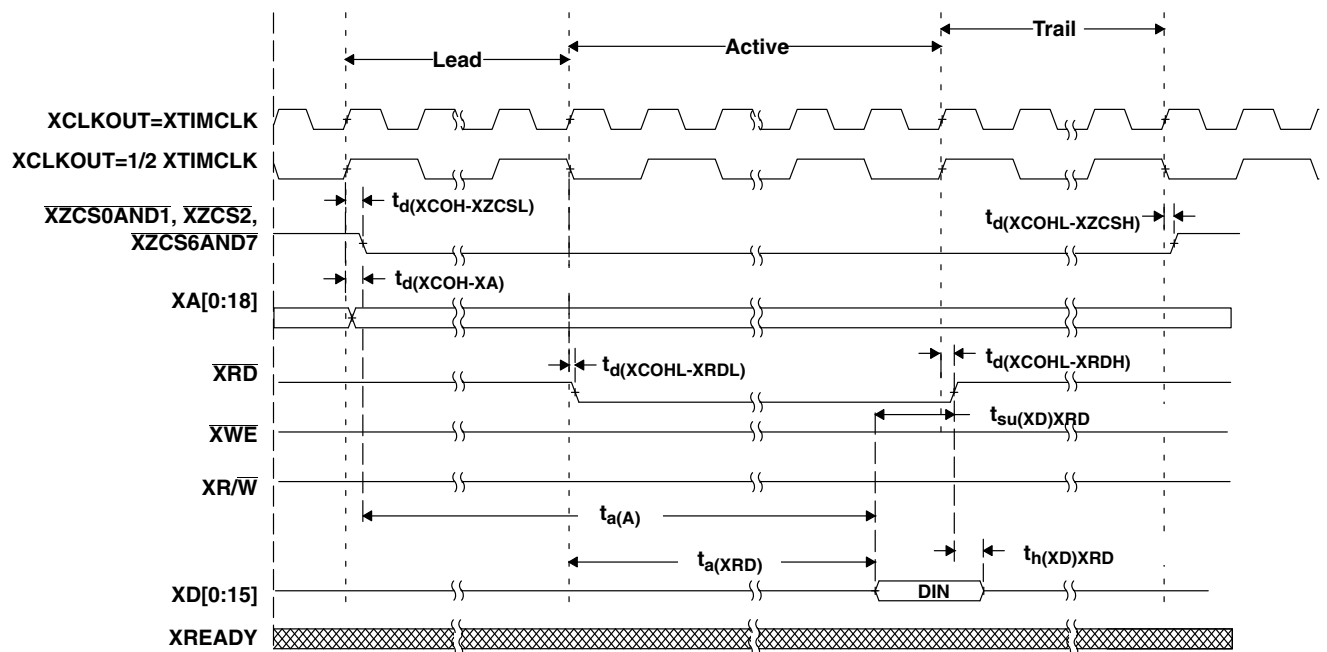 Lead
Active
Trail
XCLKOUT=XTIMCLK
XCLKOUT=1/2 XTIMCLK
XZCS0AND1, XZCS2,
XZCS6AND7
td(XCOH-XZCSL)
td(XCOHL-XZCSH)
td(XCOH-XA)
XA[0:18]
XRD
td(XCOHL-XRDL)
td(XCOHL-XRDH)
tsu(XD)XRD
XWE
XR/W
ta(A)
ta(XRD)
th(XD)XRD
XD[0:15]
DIN
XREADY